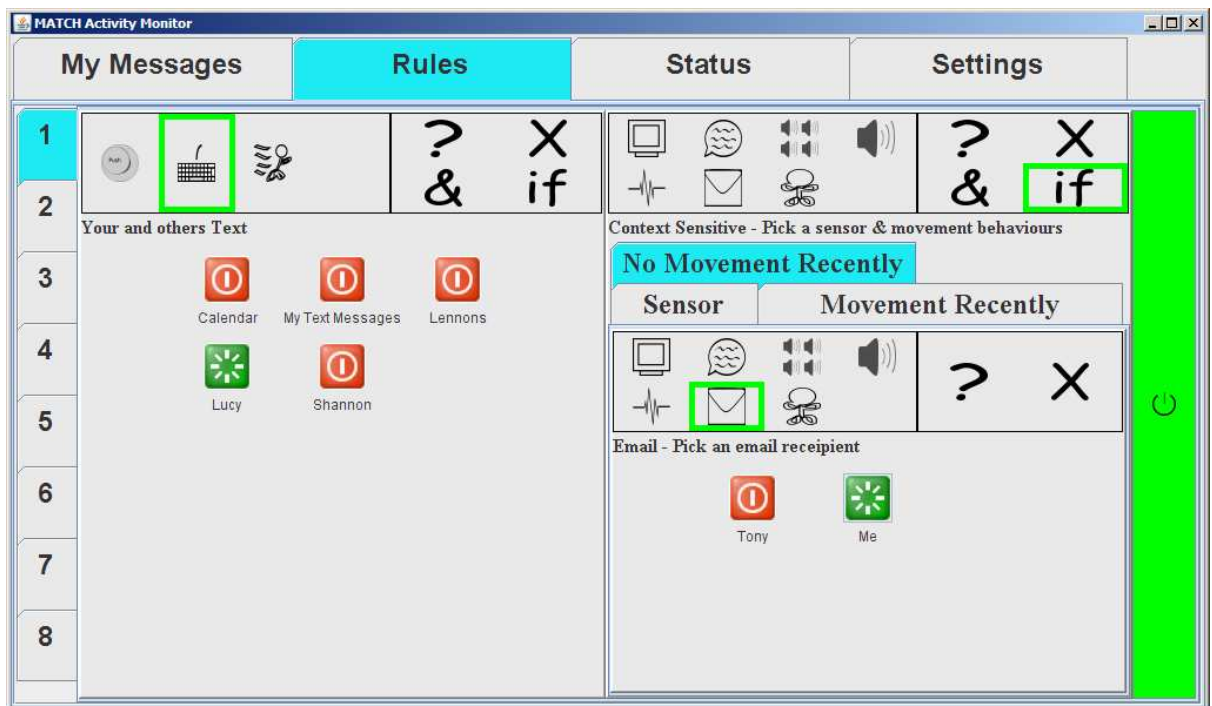 MATCH Activity Monitor
My Messages Rules Status Settings
1
2
3
4
5
6
7
8
Push ? X
& if
Your and others Text
Calendar My Text Messages Lennons
Lucy Shannon
? X
& if
Context Sensitive - Pick a sensor & movement behaviours
No Movement Recently
Sensor Movement Recently
? X
Email - Pick an email receipient
Tony Me